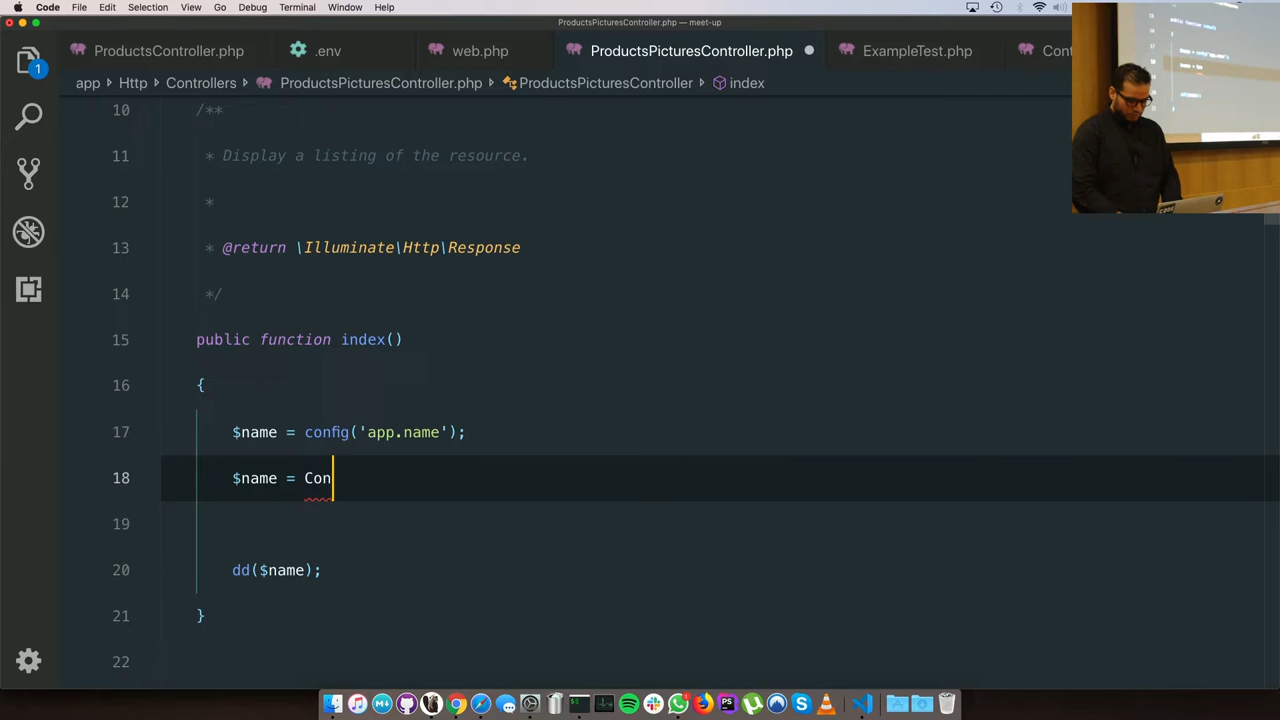 Code File Edit Selection View Go Debug Terminal Window Help
ProductsPicturesController.php — meet-up
ProductsController.php .env web.php ProductsPicturesController.php ExampleTest.php Cont
app Http Controllers ProductsPicturesController.php ProductsPicturesController index
1
10 /**
11 * Display a listing of the resource.
12 *
13 * @return \Illuminate\Http\Response
14 */
15 public function index()
16 {
17 $name = config('app.name');
18 $name = Con
19
20 dd($name);
21 }
22